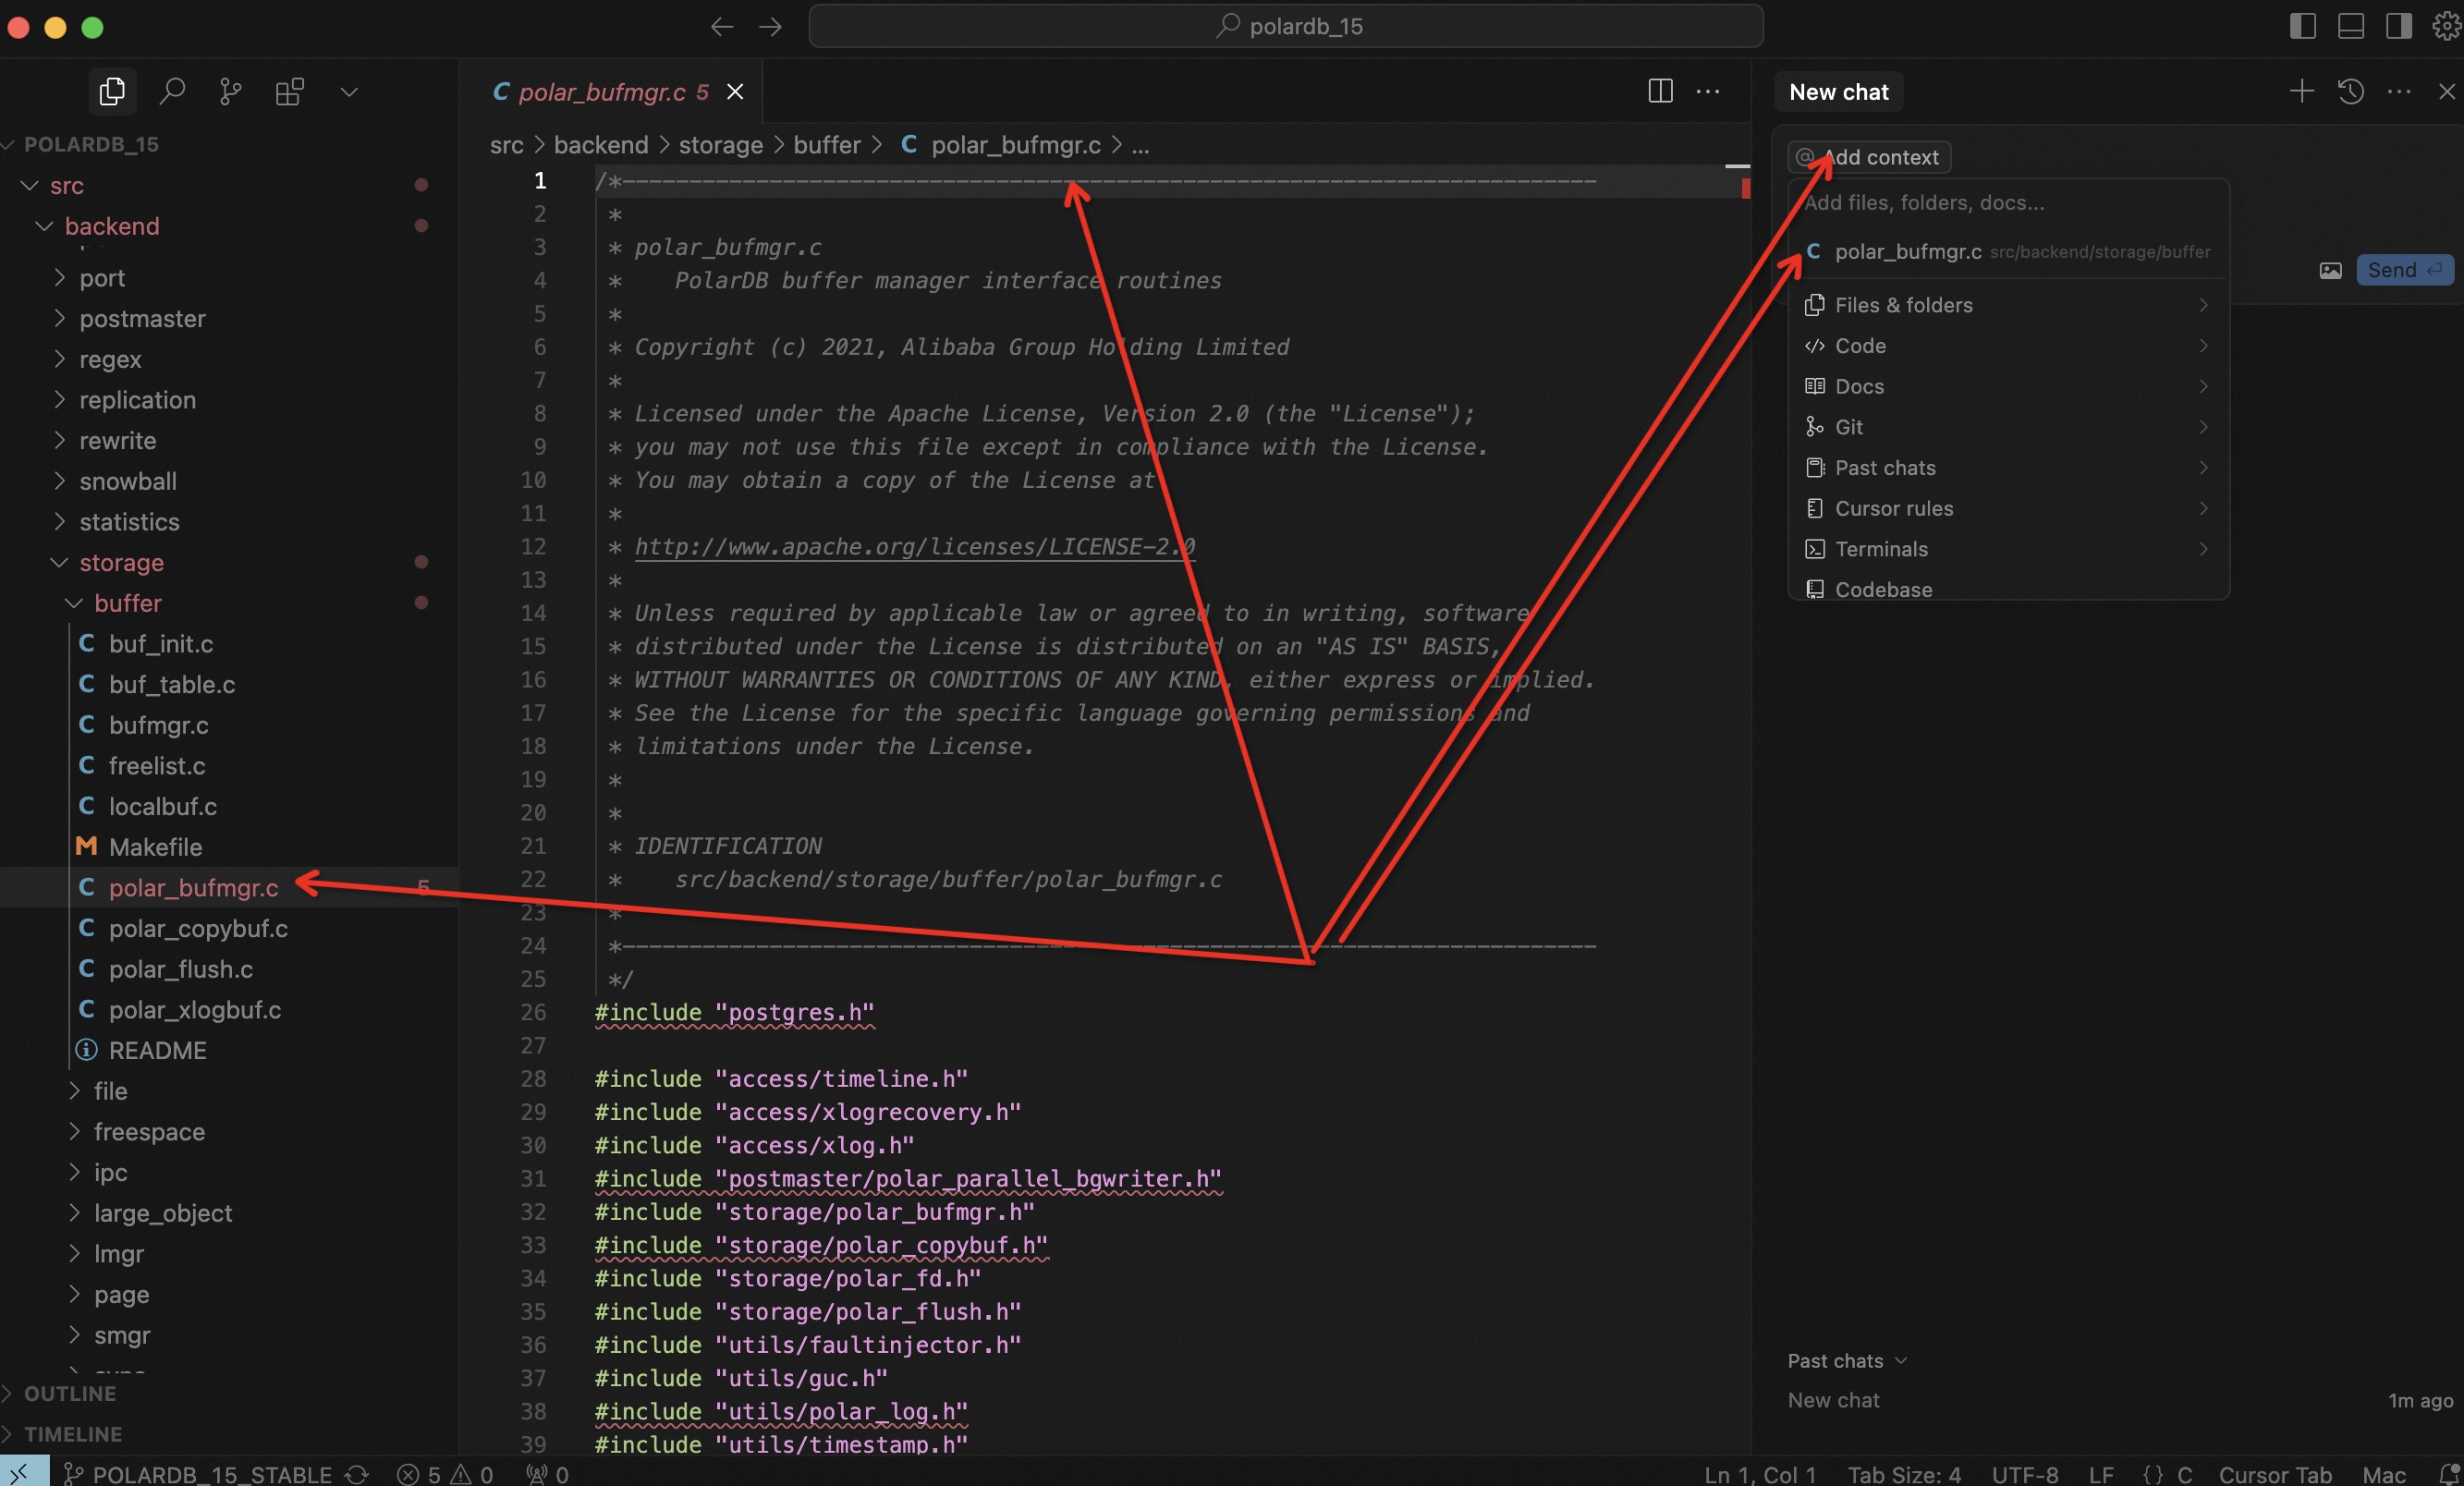 polardb_15
POLARDB_15
src
backend
port
postmaster
regex
replication
rewrite
snowball
statistics
storage
buffer
C buf_init.c
C buf_table.c
C bufmgr.c
C freelist.c
C localbuf.c
M Makefile
C polar_bufmgr.c 5
C polar_copybuf.c
C polar_flush.c
C polar_xlogbuf.c
README
file
freespace
ipc
large_object
lmgr
page
smgr
OUTLINE
TIMELINE
C polar_bufmgr.c 5
src > backend > storage > buffer > C polar_bufmgr.c > ...
1 /*-------------------------------------------------------------------------
2 *
3 * polar_bufmgr.c
4 *    PolarDB buffer manager interface routines
5 *
6 * Copyright (c) 2021, Alibaba Group Holding Limited
7 *
8 * Licensed under the Apache License, Version 2.0 (the "License");
9 * you may not use this file except in compliance with the License.
10 * You may obtain a copy of the License at
11 *
12 * http://www.apache.org/licenses/LICENSE-2.0
13 *
14 * Unless required by applicable law or agreed to in writing, software
15 * distributed under the License is distributed on an "AS IS" BASIS,
16 * WITHOUT WARRANTIES OR CONDITIONS OF ANY KIND, either express or implied.
17 * See the License for the specific language governing permissions and
18 * limitations under the License.
19 *
20 *
21 * IDENTIFICATION
22 *    src/backend/storage/buffer/polar_bufmgr.c
23 *
24 *-------------------------------------------------------------------------
25 */
26 #include "postgres.h"
27
28 #include "access/timeline.h"
29 #include "access/xlogrecovery.h"
30 #include "access/xlog.h"
31 #include "postmaster/polar_parallel_bgwriter.h"
32 #include "storage/polar_bufmgr.h"
33 #include "storage/polar_copybuf.h"
34 #include "storage/polar_fd.h"
35 #include "storage/polar_flush.h"
36 #include "utils/faultinjector.h"
37 #include "utils/guc.h"
38 #include "utils/polar_log.h"
39 #include "utils/timestamp.h"
New chat
@ Add context
Add files, folders, docs...
C polar_bufmgr.c src/backend/storage/buffer
Send
Files & folders
Code
Docs
Git
Past chats
Cursor rules
Terminals
Codebase
Past chats
New chat 1m ago
POLARDB_15_STABLE 5 0 0 Ln 1, Col 1 Tab Size: 4 UTF-8 LF {} C Cursor Tab Mac